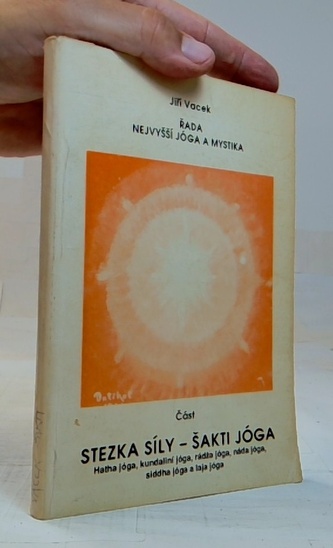 Jiří Vacek
ŘADA
NEJVYŠŠÍ JÓGA A MYSTIKA
Část
STEZKA SÍLY – ŠAKTI JÓGA
Hatha jóga, kundaliní jóga, rádža jóga, náda jóga,
siddha jóga a laja jóga